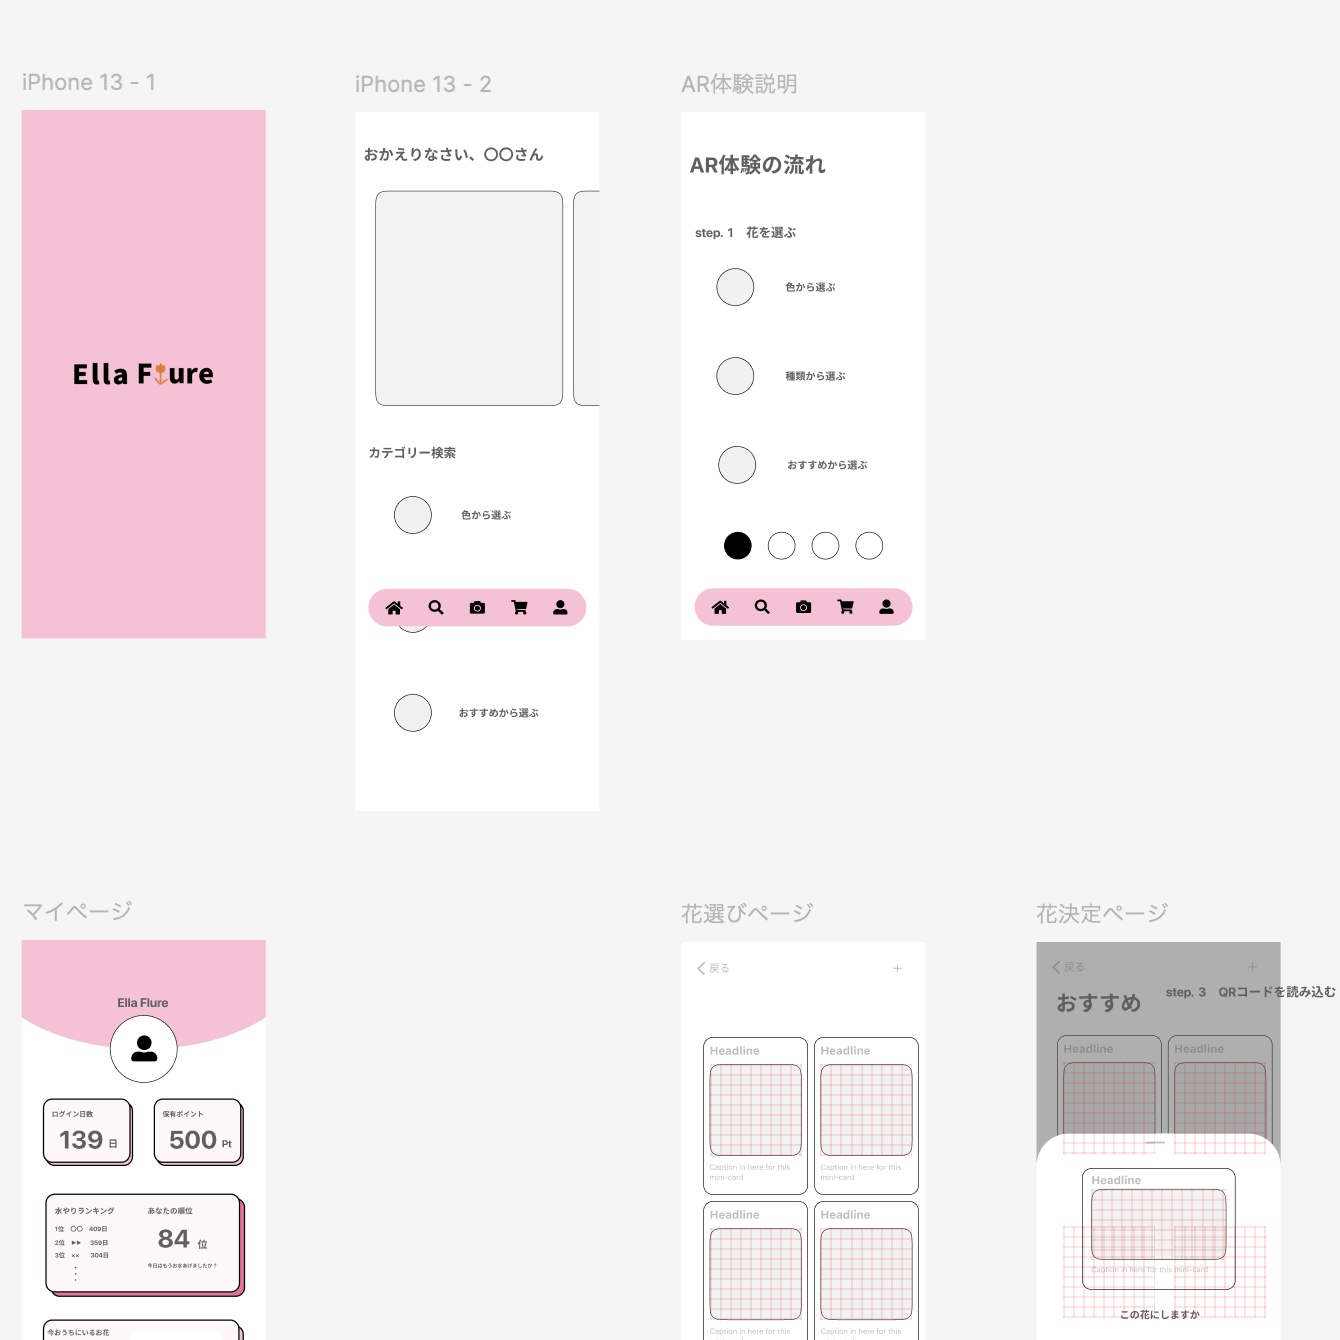 iPhone 13 - 1
Ella Flure
iPhone 13 - 2
おかえりなさい、〇〇さん
カテゴリー検索
色から選ぶ
おすすめから選ぶ
AR体験説明
AR体験の流れ
step. 1 花を選ぶ
色から選ぶ
種類から選ぶ
おすすめから選ぶ
マイページ
Ella Flure
ログイン日数
139 日
保有ポイント
500 Pt
水やりランキング
1位 〇〇 409日
2位 ▶▶ 359日
3位 ×× 304日
あなたの順位
84 位
今日はもうお水あげましたか？
今おうちにいるお花
花選びページ
戻る
Headline
Caption in here for this
mini-card
Headline
Caption in here for this
mini-card
Headline
Caption in here for this
Headline
Caption in here for this
花決定ページ
戻る
step. 3 QRコードを読み込む
おすすめ
Headline
Headline
Headline
Caption in here for this mini-card
この花にしますか